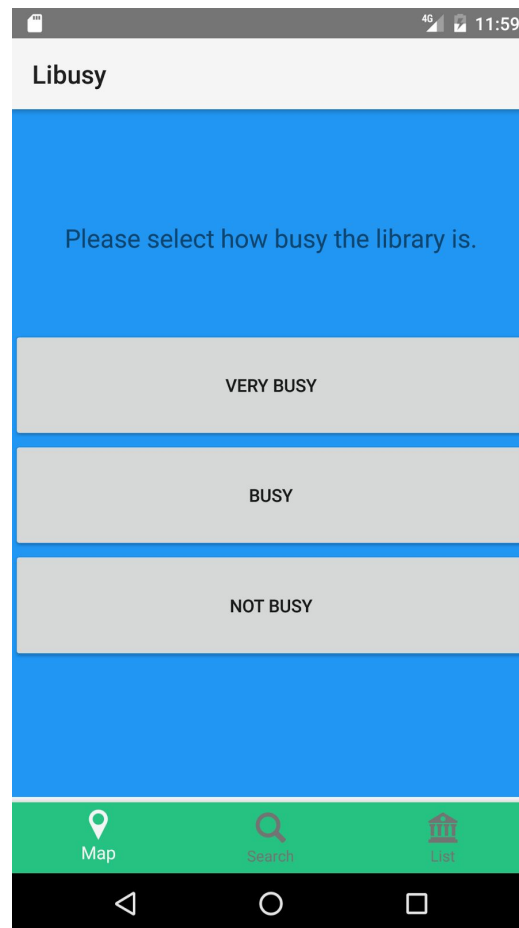 4G 11:59
Libusy
Please select how busy the library is.
VERY BUSY
BUSY
NOT BUSY
Map Search List